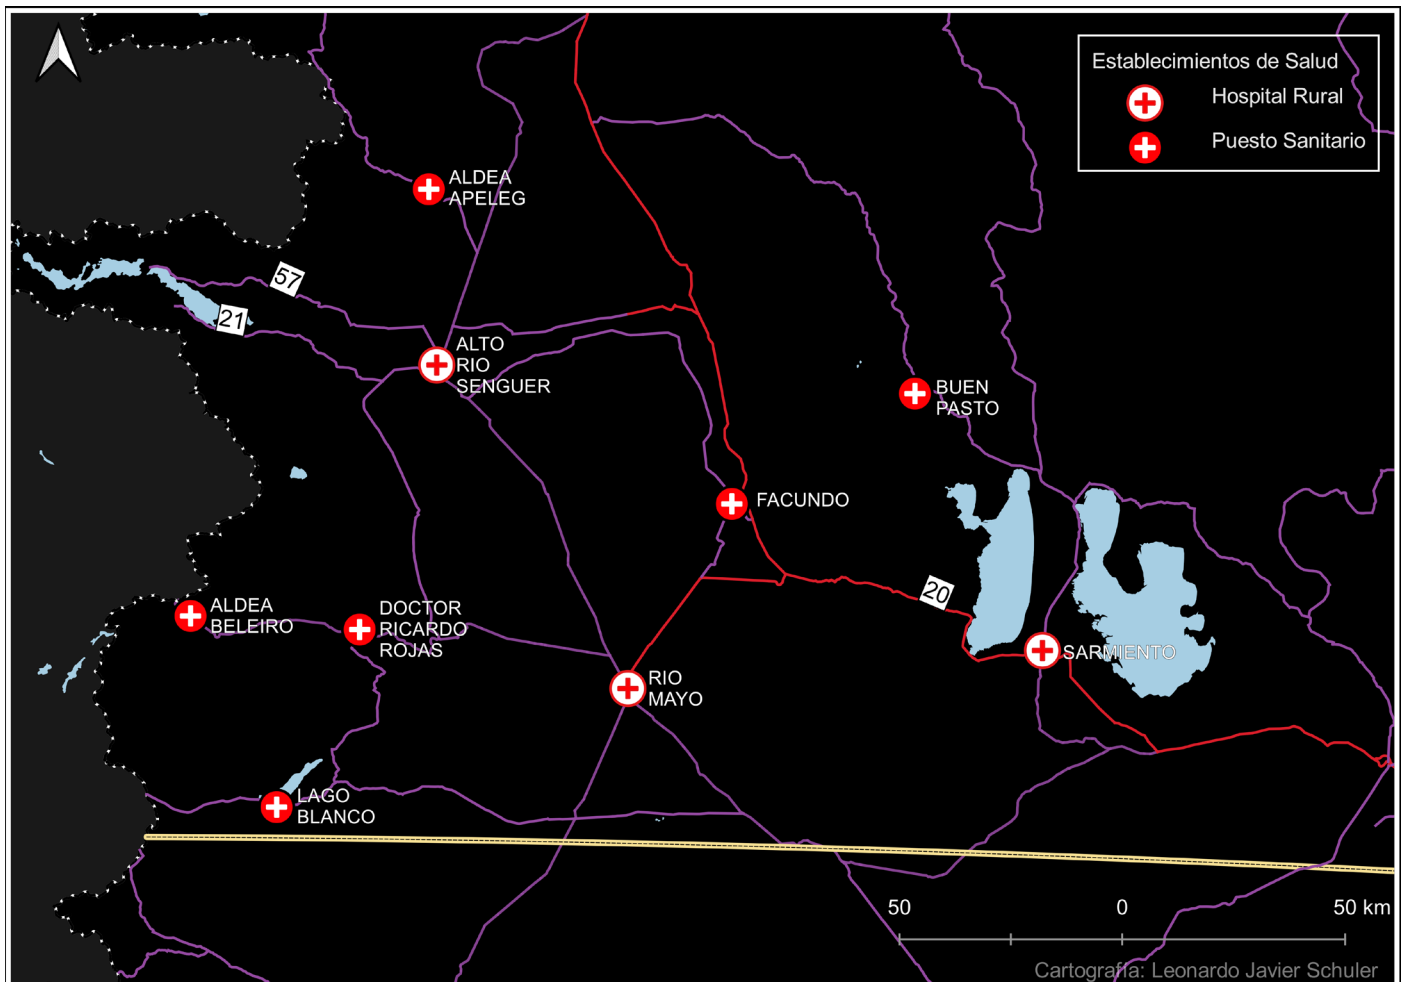 Establecimientos de Salud
Hospital Rural
Puesto Sanitario
ALDEA
APELEG
57
21
ALTO
RIO
SENGUER
BUEN
PASTO
FACUNDO
20
ALDEA
BELEIRO
DOCTOR
RICARDO
ROJAS
SARMIENTO
RIO
MAYO
LAGO
BLANCO
50 0 50 km
Cartografía: Leonardo Javier Schuler